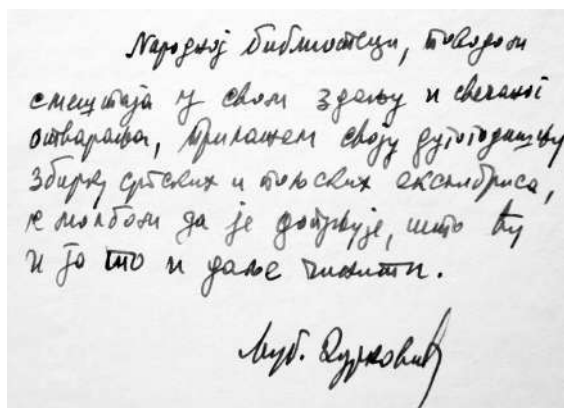 Народној библиотеци, поводом
смештаја у свом здању и свечаног
отварања, прилажем своју дугогодишњу
збирку српских и пољских екслибриса,
с молбом да је допуњује, што ћу
и ја то и даље чинити.
Љуб.